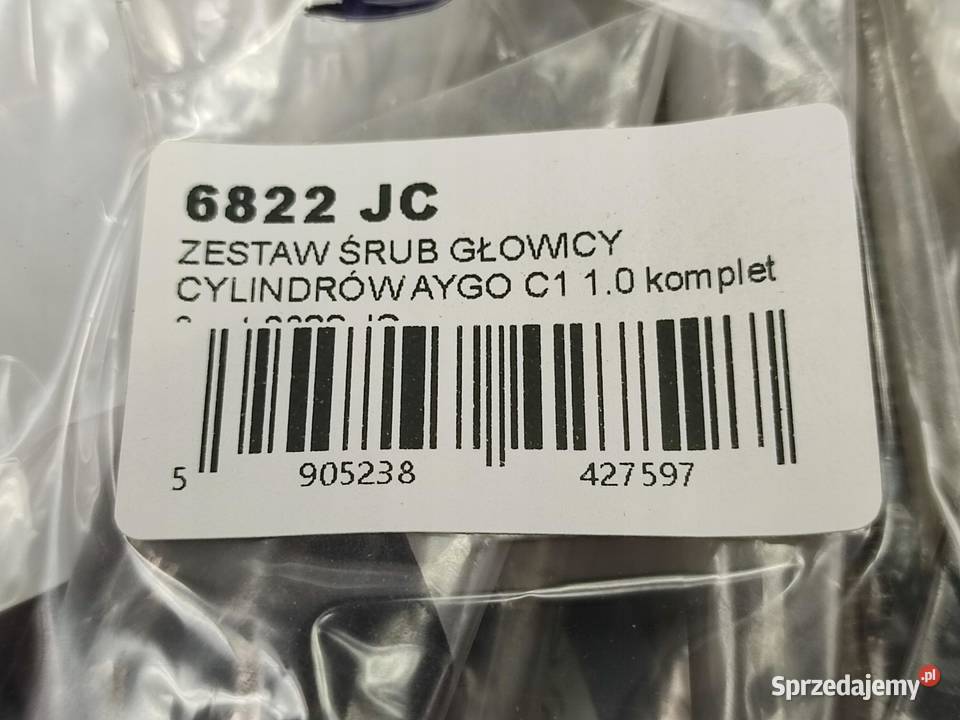 6822 JC
ZESTAW ŚRUB GŁOWICY
CYLINDRÓW AYGO C1 1.0 komplet
5 905238 427597
Sprzedajemy.pl